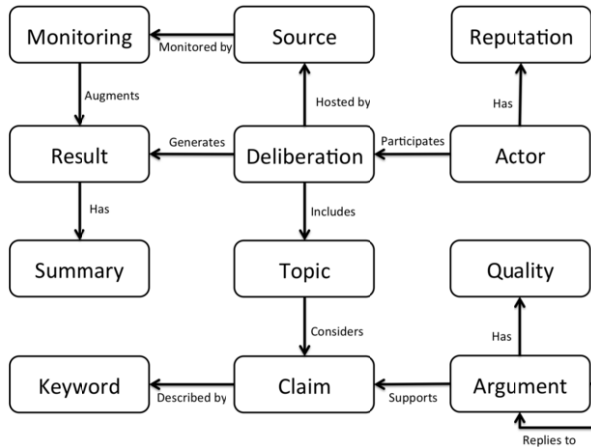 Monitoring
Monitored by
Source
Reputation
Augments
Hosted by
Has
Result
Generates
Deliberation
Participates
Actor
Has
Includes
Summary
Topic
Quality
Considers
Has
Keyword
Described by
Claim
Supports
Argument
Replies to